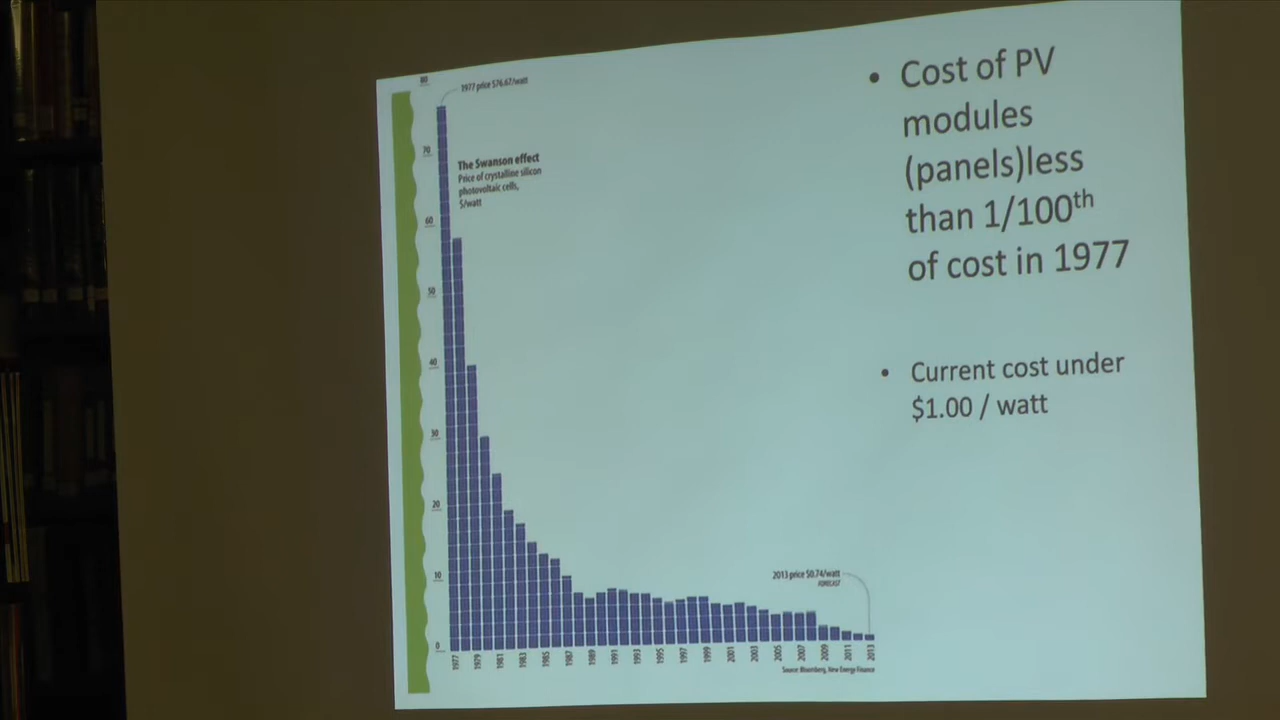 80
1977 price $76.67/watt
70
The Swanson effect
Price of crystalline silicon
photovoltaic cells,
$/watt
60
50
40
30
20
10
0
2013 price $0.74/watt
FORECAST
1977 1979 1981 1983 1985 1987 1989 1991 1993 1995 1997 1999 2001 2003 2005 2007 2009 2011 2013
Source: Bloomberg, New Energy Finance
• Cost of PV
modules
(panels)less
than 1/100th
of cost in 1977
• Current cost under
$1.00 / watt